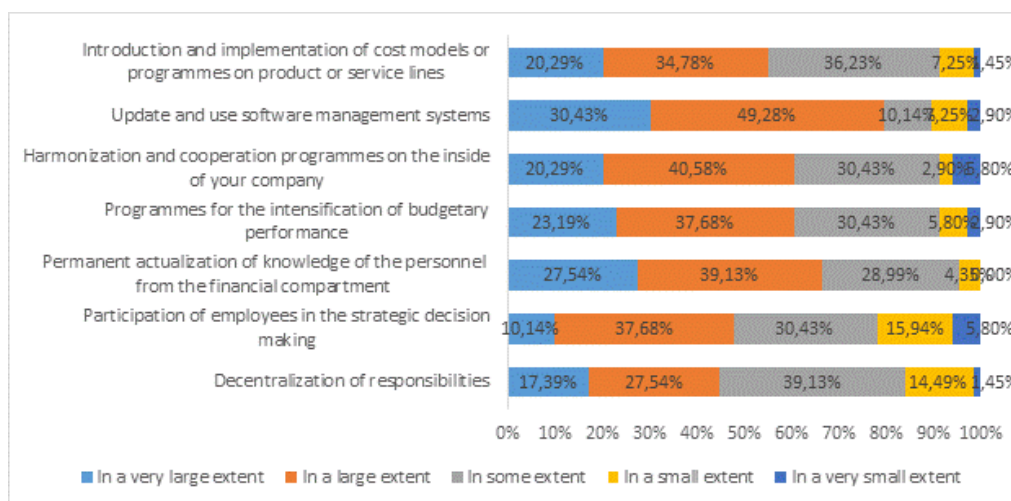 Introduction and implementation of cost models or
programmes on product or service lines
20,29% 34,78% 36,23% 7,25% 1,45%
Update and use software management systems
30,43% 49,28% 10,14% 7,25% 2,90%
Harmonization and cooperation programmes on the inside
of your company
20,29% 40,58% 30,43% 2,90% 5,80%
Programmes for the intensification of budgetary
performance
23,19% 37,68% 30,43% 5,80% 2,90%
Permanent actualization of knowledge of the personnel
from the financial compartment
27,54% 39,13% 28,99% 4,35% 0,00%
Participation of employees in the strategic decision
making
10,14% 37,68% 30,43% 15,94% 5,80%
Decentralization of responsibilities
17,39% 27,54% 39,13% 14,49% 1,45%
0% 10% 20% 30% 40% 50% 60% 70% 80% 90% 100%
In a very large extent In a large extent In some extent In a small extent In a very small extent